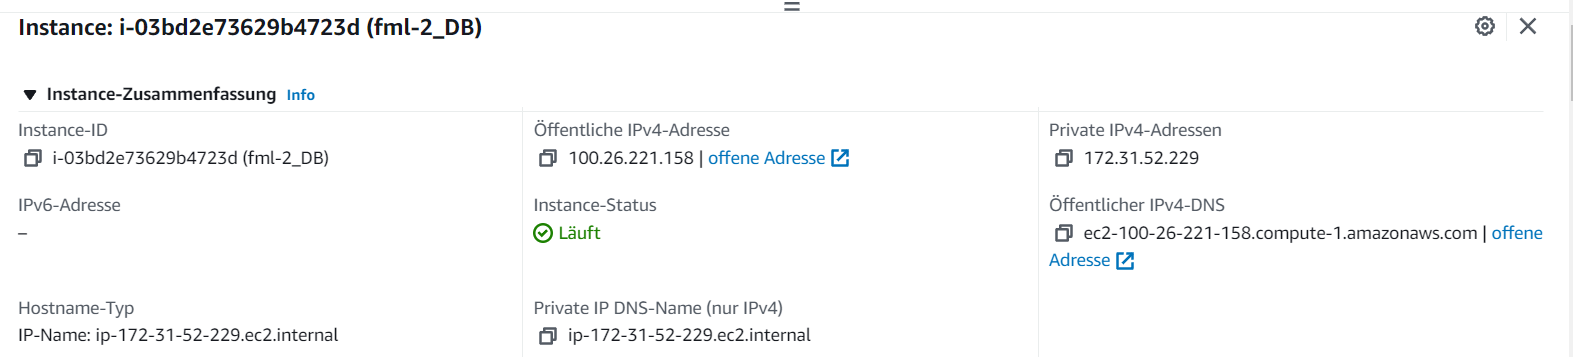 Instance: i-03bd2e73629b4723d (fml-2_DB)
Instance-Zusammenfassung Info
Instance-ID
i-03bd2e73629b4723d (fml-2_DB)
Öffentliche IPv4-Adresse
100.26.221.158 | offene Adresse
Private IPv4-Adressen
172.31.52.229
IPv6-Adresse
–
Instance-Status
Läuft
Öffentlicher IPv4-DNS
ec2-100-26-221-158.compute-1.amazonaws.com | offene
Adresse
Hostname-Typ
IP-Name: ip-172-31-52-229.ec2.internal
Private IP DNS-Name (nur IPv4)
ip-172-31-52-229.ec2.internal